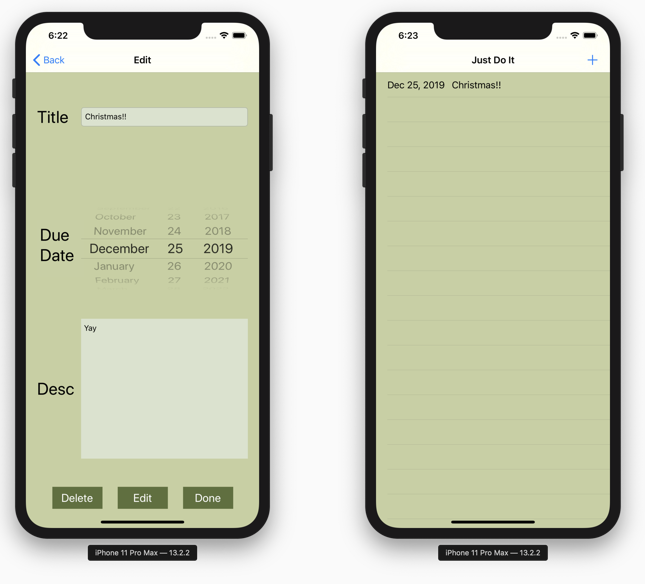 6:22
Back
Edit
Title
Christmas!!
October 23 2017
November 24 2018
Due Date
December 25 2019
January 26 2020
February 27 2021
Yay
Desc
Delete Edit Done
iPhone 11 Pro Max — 13.2.2
6:23
Just Do It
+
Dec 25, 2019 Christmas!!
iPhone 11 Pro Max — 13.2.2